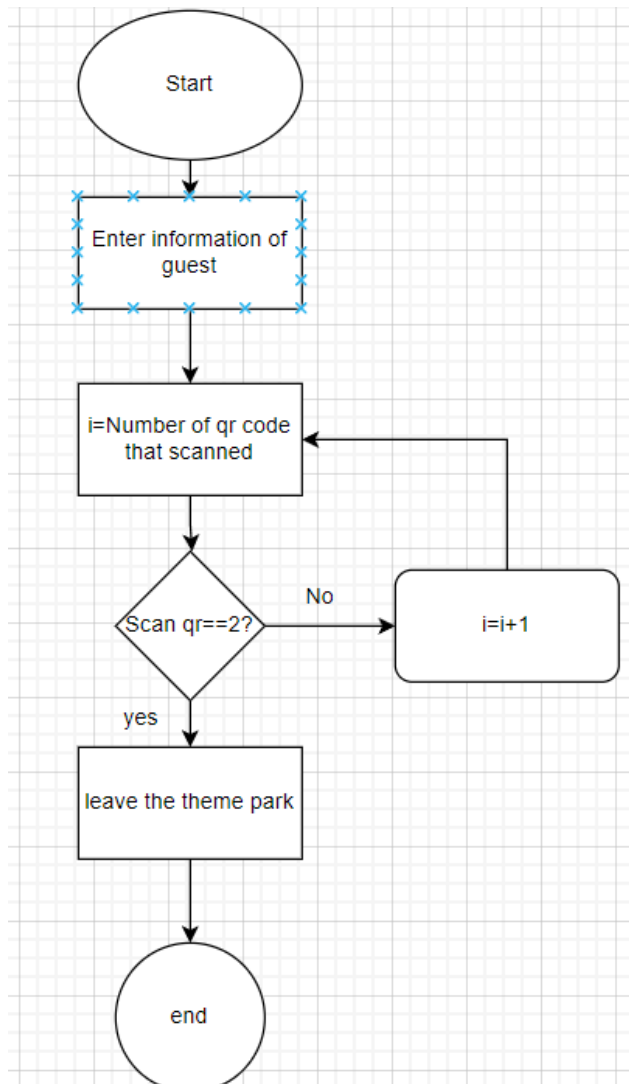 Start
Enter information of
guest
i=Number of qr code
that scanned
Scan qr==2?
No
i=i+1
yes
leave the theme park
end